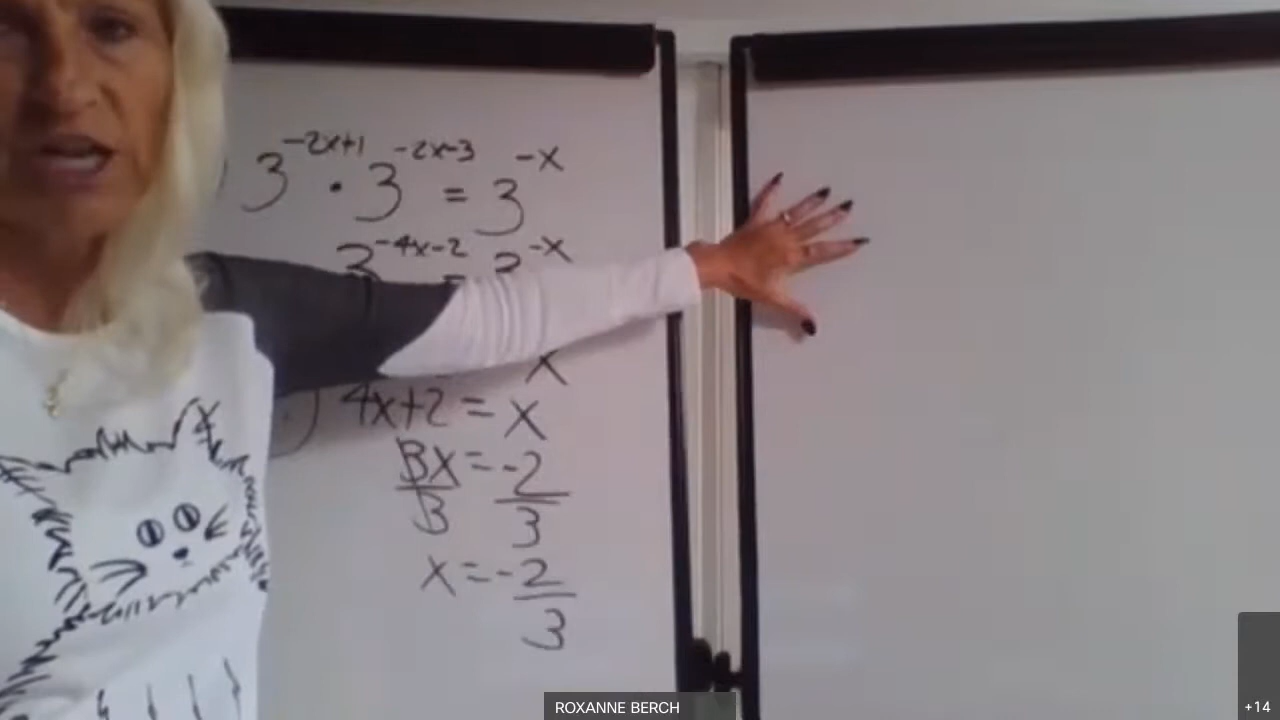 3^(-2x+1) · 3^(-2x-3) = 3^(-x)
3^(-4x-2) = 3^(-x)
x
) 4x+2 = x
3x = -2
3 3
x = -2
3
ROXANNE BERCH
+14